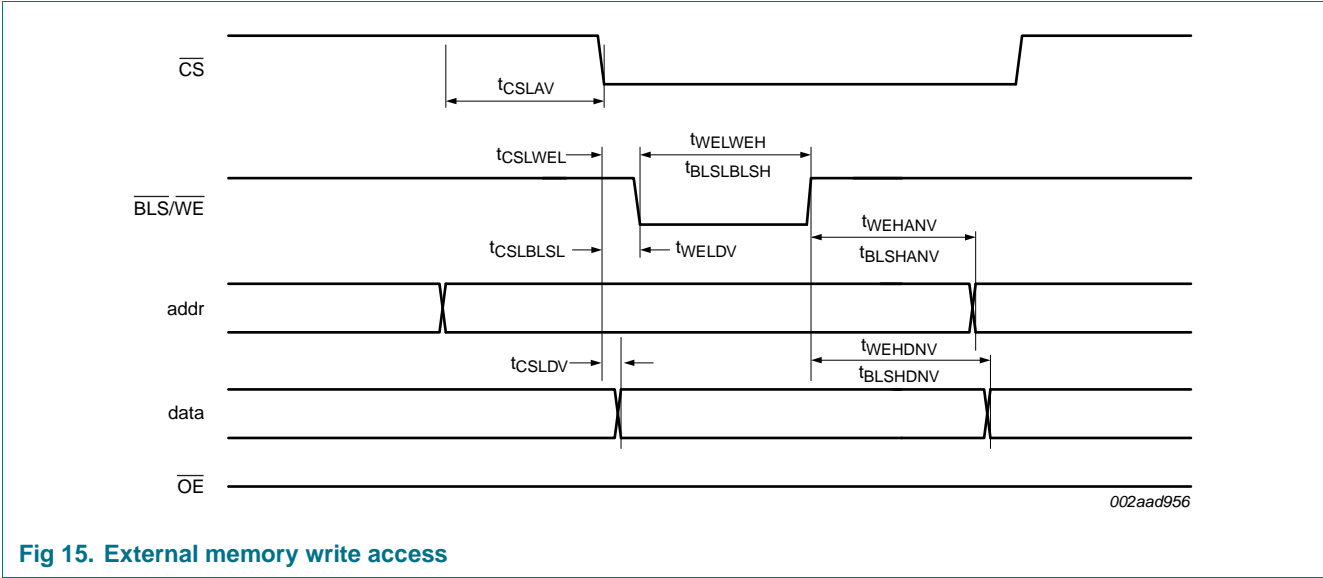 CS
tCSLAV
tCSLWEL
tWELWEH
tBLSLBLSH
BLS/WE
tWEHANV
tCSLBLSL
tWELDV
tBLSHANV
addr
tWEHDNV
tCSLDV
tBLSHDNV
data
OE
002aad956
Fig 15. External memory write access